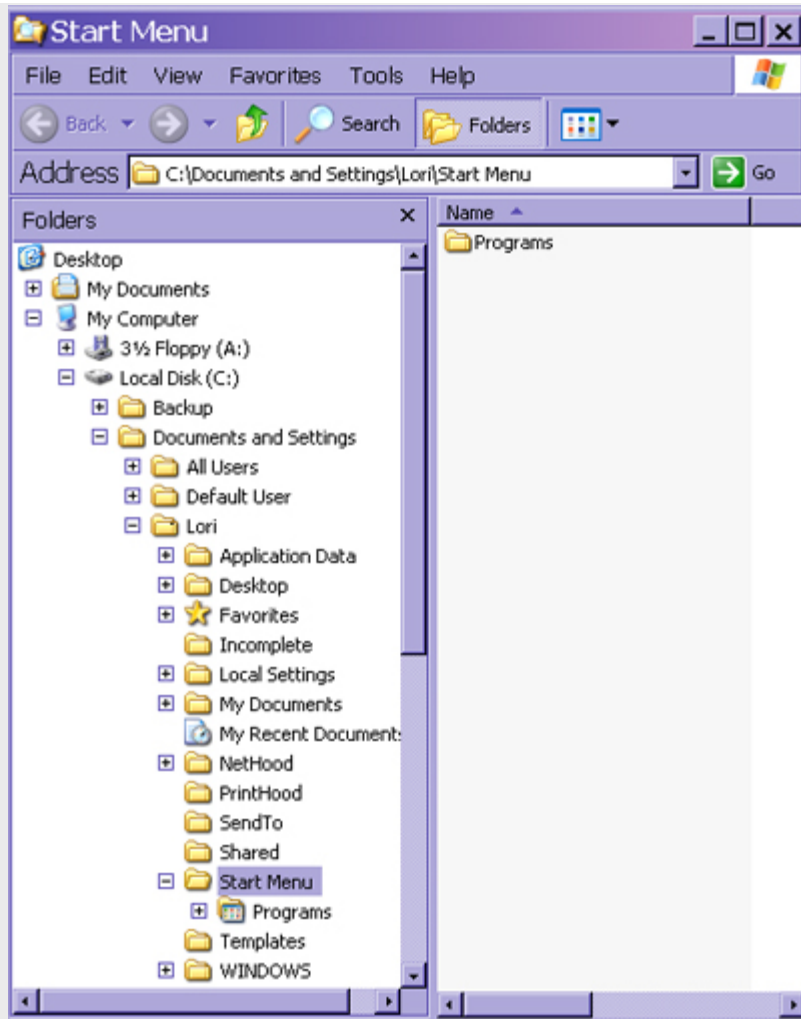 Start Menu
File Edit View Favorites Tools Help
Back Search Folders
Address C:\Documents and Settings\Lori\Start Menu Go
Folders
Name
Programs
Desktop
My Documents
My Computer
3½ Floppy (A:)
Local Disk (C:)
Backup
Documents and Settings
All Users
Default User
Lori
Application Data
Desktop
Favorites
Incomplete
Local Settings
My Documents
My Recent Documents
NetHood
PrintHood
SendTo
Shared
Start Menu
Programs
Templates
WINDOWS